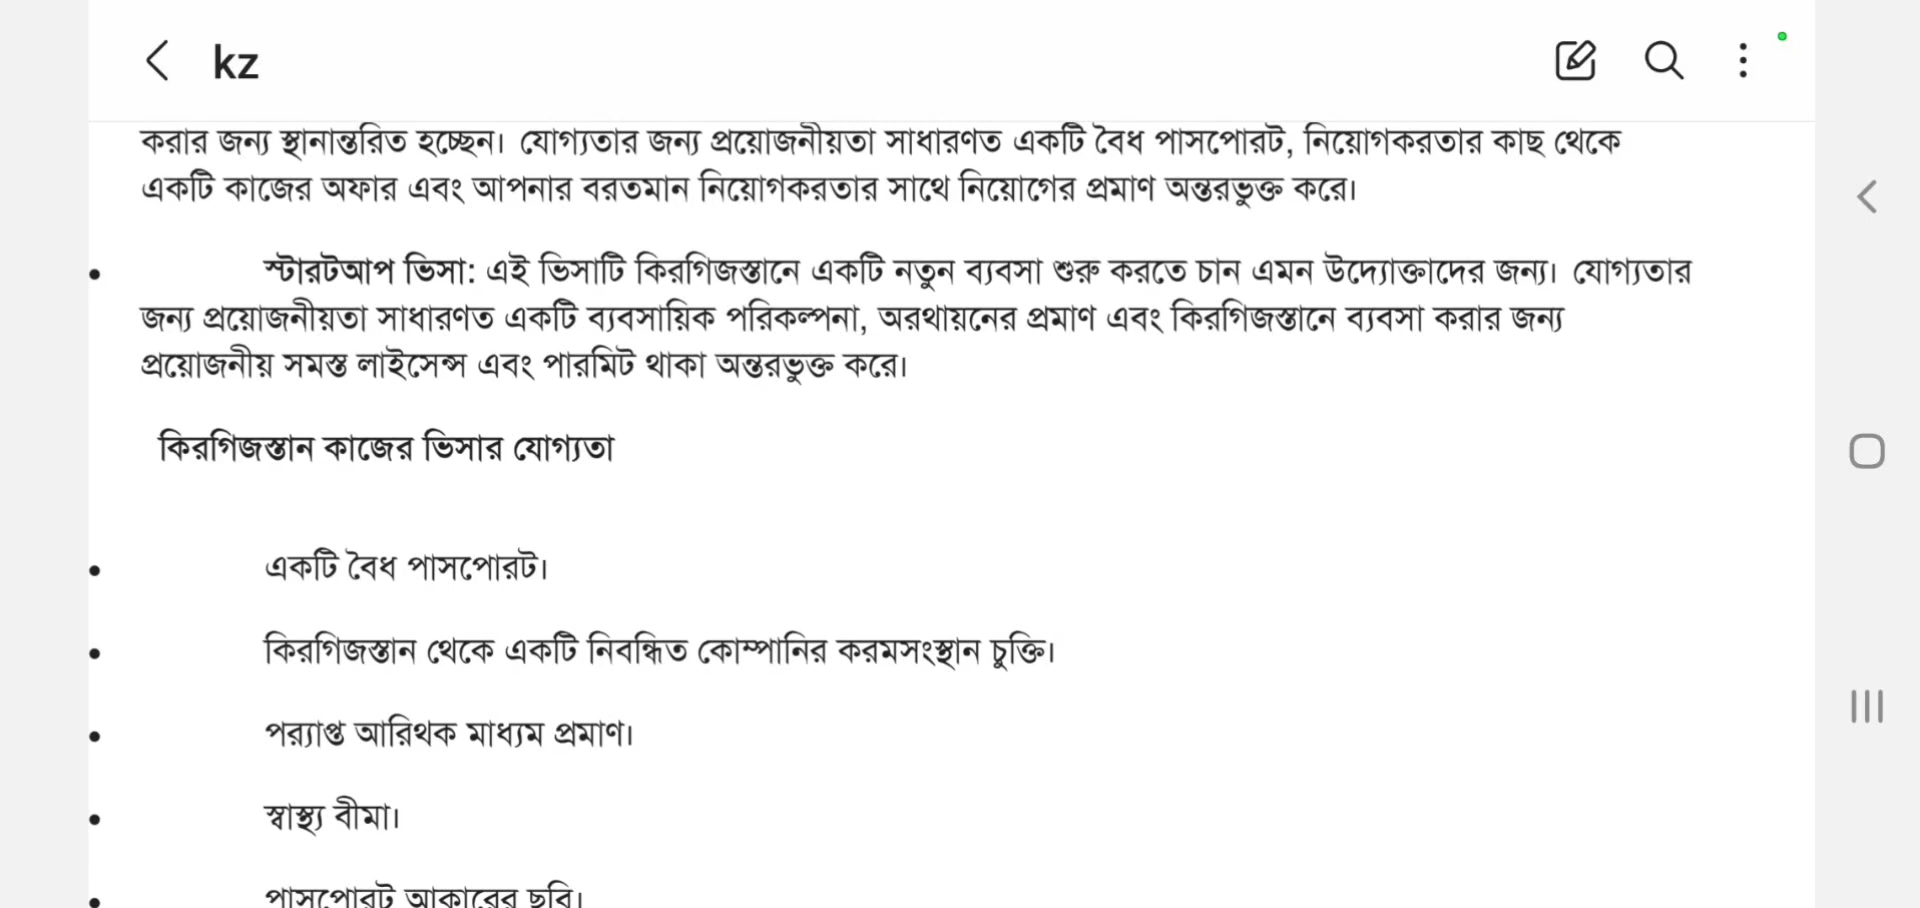 kz
করার জন্য স্থানান্তরিত হচ্ছেন। যোগ্যতার জন্য প্রয়োজনীয়তা সাধারণত একটি বৈধ পাসপোরট, নিয়োগকরতার কাছ থেকে
একটি কাজের অফার এবং আপনার বরতমান নিয়োগকরতার সাথে নিয়োগের প্রমাণ অন্তরভুক্ত করে।
• স্টারটআপ ভিসা: এই ভিসাটি কিরগিজস্তানে একটি নতুন ব্যবসা শুরু করতে চান এমন উদ্যোক্তাদের জন্য। যোগ্যতার
জন্য প্রয়োজনীয়তা সাধারণত একটি ব্যবসায়িক পরিকল্পনা, অরথায়নের প্রমাণ এবং কিরগিজস্তানে ব্যবসা করার জন্য
প্রয়োজনীয় সমস্ত লাইসেন্স এবং পারমিট থাকা অন্তরভুক্ত করে।
কিরগিজস্তান কাজের ভিসার যোগ্যতা
• একটি বৈধ পাসপোরট।
• কিরগিজস্তান থেকে একটি নিবন্ধিত কোম্পানির করমসংস্থান চুক্তি।
• পর‍্যাপ্ত আরিথক মাধ্যম প্রমাণ।
• স্বাস্থ্য বীমা।
• পাসপোরট আকারের ছবি।